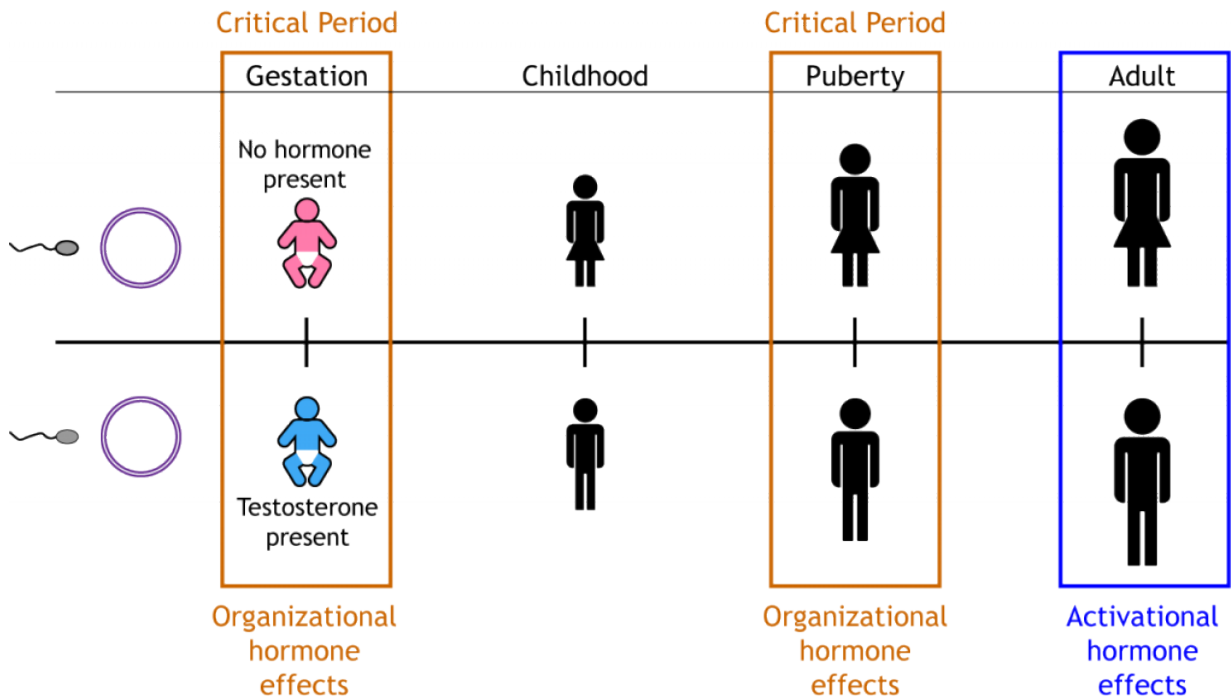 Critical Period
Critical Period
Gestation
Childhood
Puberty
Adult
No hormone
present
Testosterone
present
Organizational
hormone
effects
Organizational
hormone
effects
Activational
hormone
effects